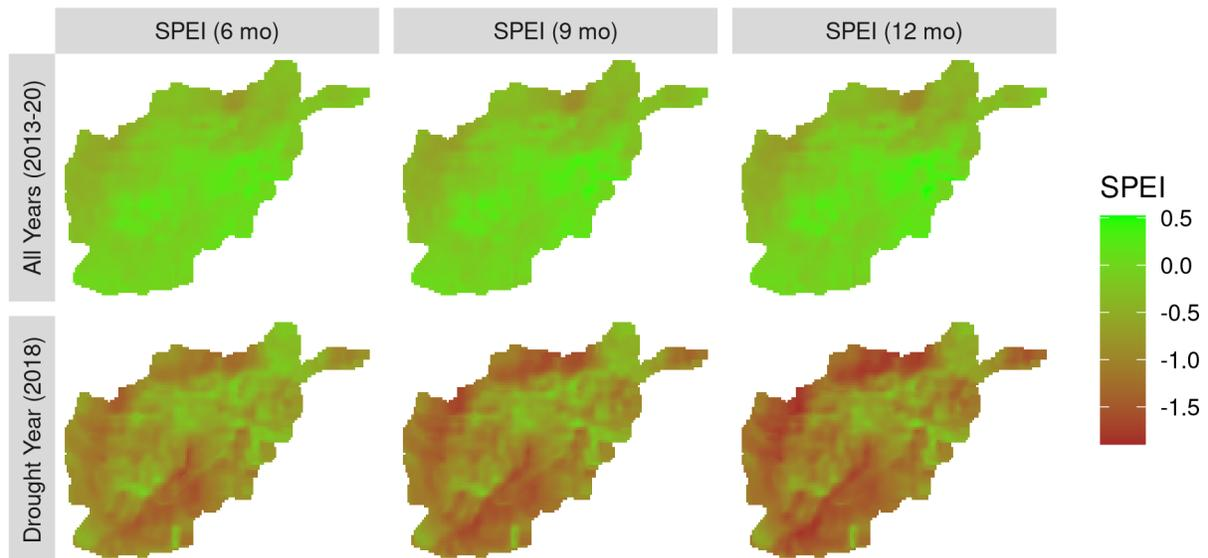 SPEI (6 mo)
SPEI (9 mo)
SPEI (12 mo)
All Years (2013-20)
Drought Year (2018)
SPEI
0.5
0.0
-0.5
-1.0
-1.5